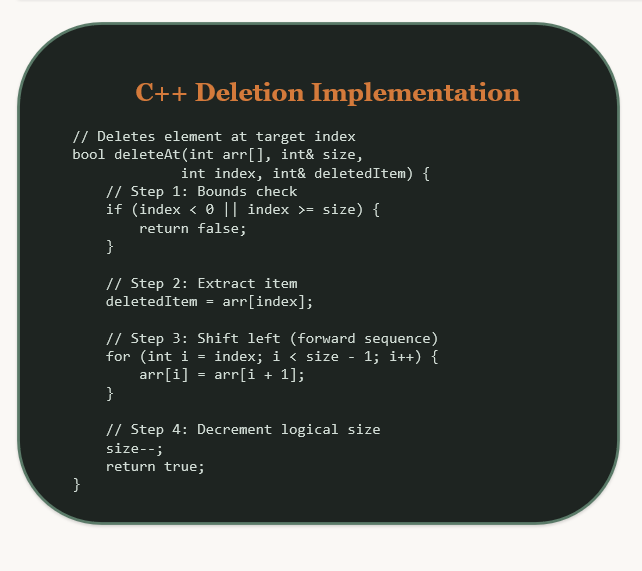 C++ Deletion Implementation
// Deletes element at target index
bool deleteAt(int arr[], int& size,
             int index, int& deletedItem) {
    // Step 1: Bounds check
    if (index < 0 || index >= size) {
        return false;
    }

    // Step 2: Extract item
    deletedItem = arr[index];

    // Step 3: Shift left (forward sequence)
    for (int i = index; i < size - 1; i++) {
        arr[i] = arr[i + 1];
    }

    // Step 4: Decrement logical size
    size--;
    return true;
}